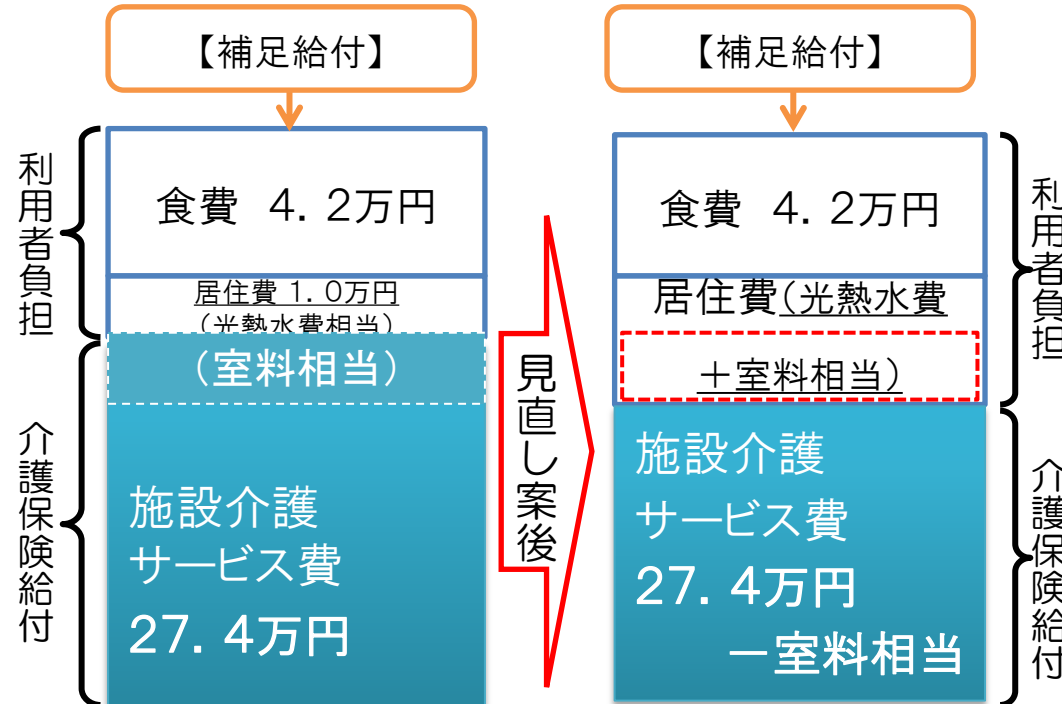 【補足給付】
利用者負担
食費 4.2万円
居住費 1.0万円
(光熱水費相当)
(室料相当)
介護保険給付
施設介護
サービス費
27.4万円
見直し案後
【補足給付】
食費 4.2万円
居住費(光熱水費
+室料相当)
利用者負担
施設介護
サービス費
27.4万円
-室料相当
介護保険給付